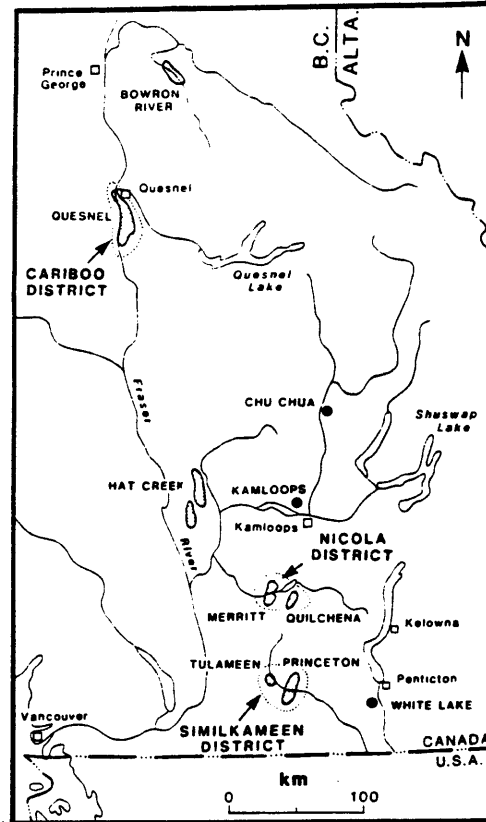 B.C.
ALTA.
N
Prince
George
BOWRON
RIVER
Quesnel
QUESNEL
CARIBOO
DISTRICT
Quesnel
Lake
Fraser
River
CHU CHUA
Shuswap
Lake
HAT CREEK
KAMLOOPS
Kamloops
NICOLA
DISTRICT
MERRITT
QUILCHENA
Kelowna
TULAMEEN
PRINCETON
Penticton
WHITE LAKE
SIMILKAMEEN
DISTRICT
Vancouver
CANADA
U.S.A.
km
0 100